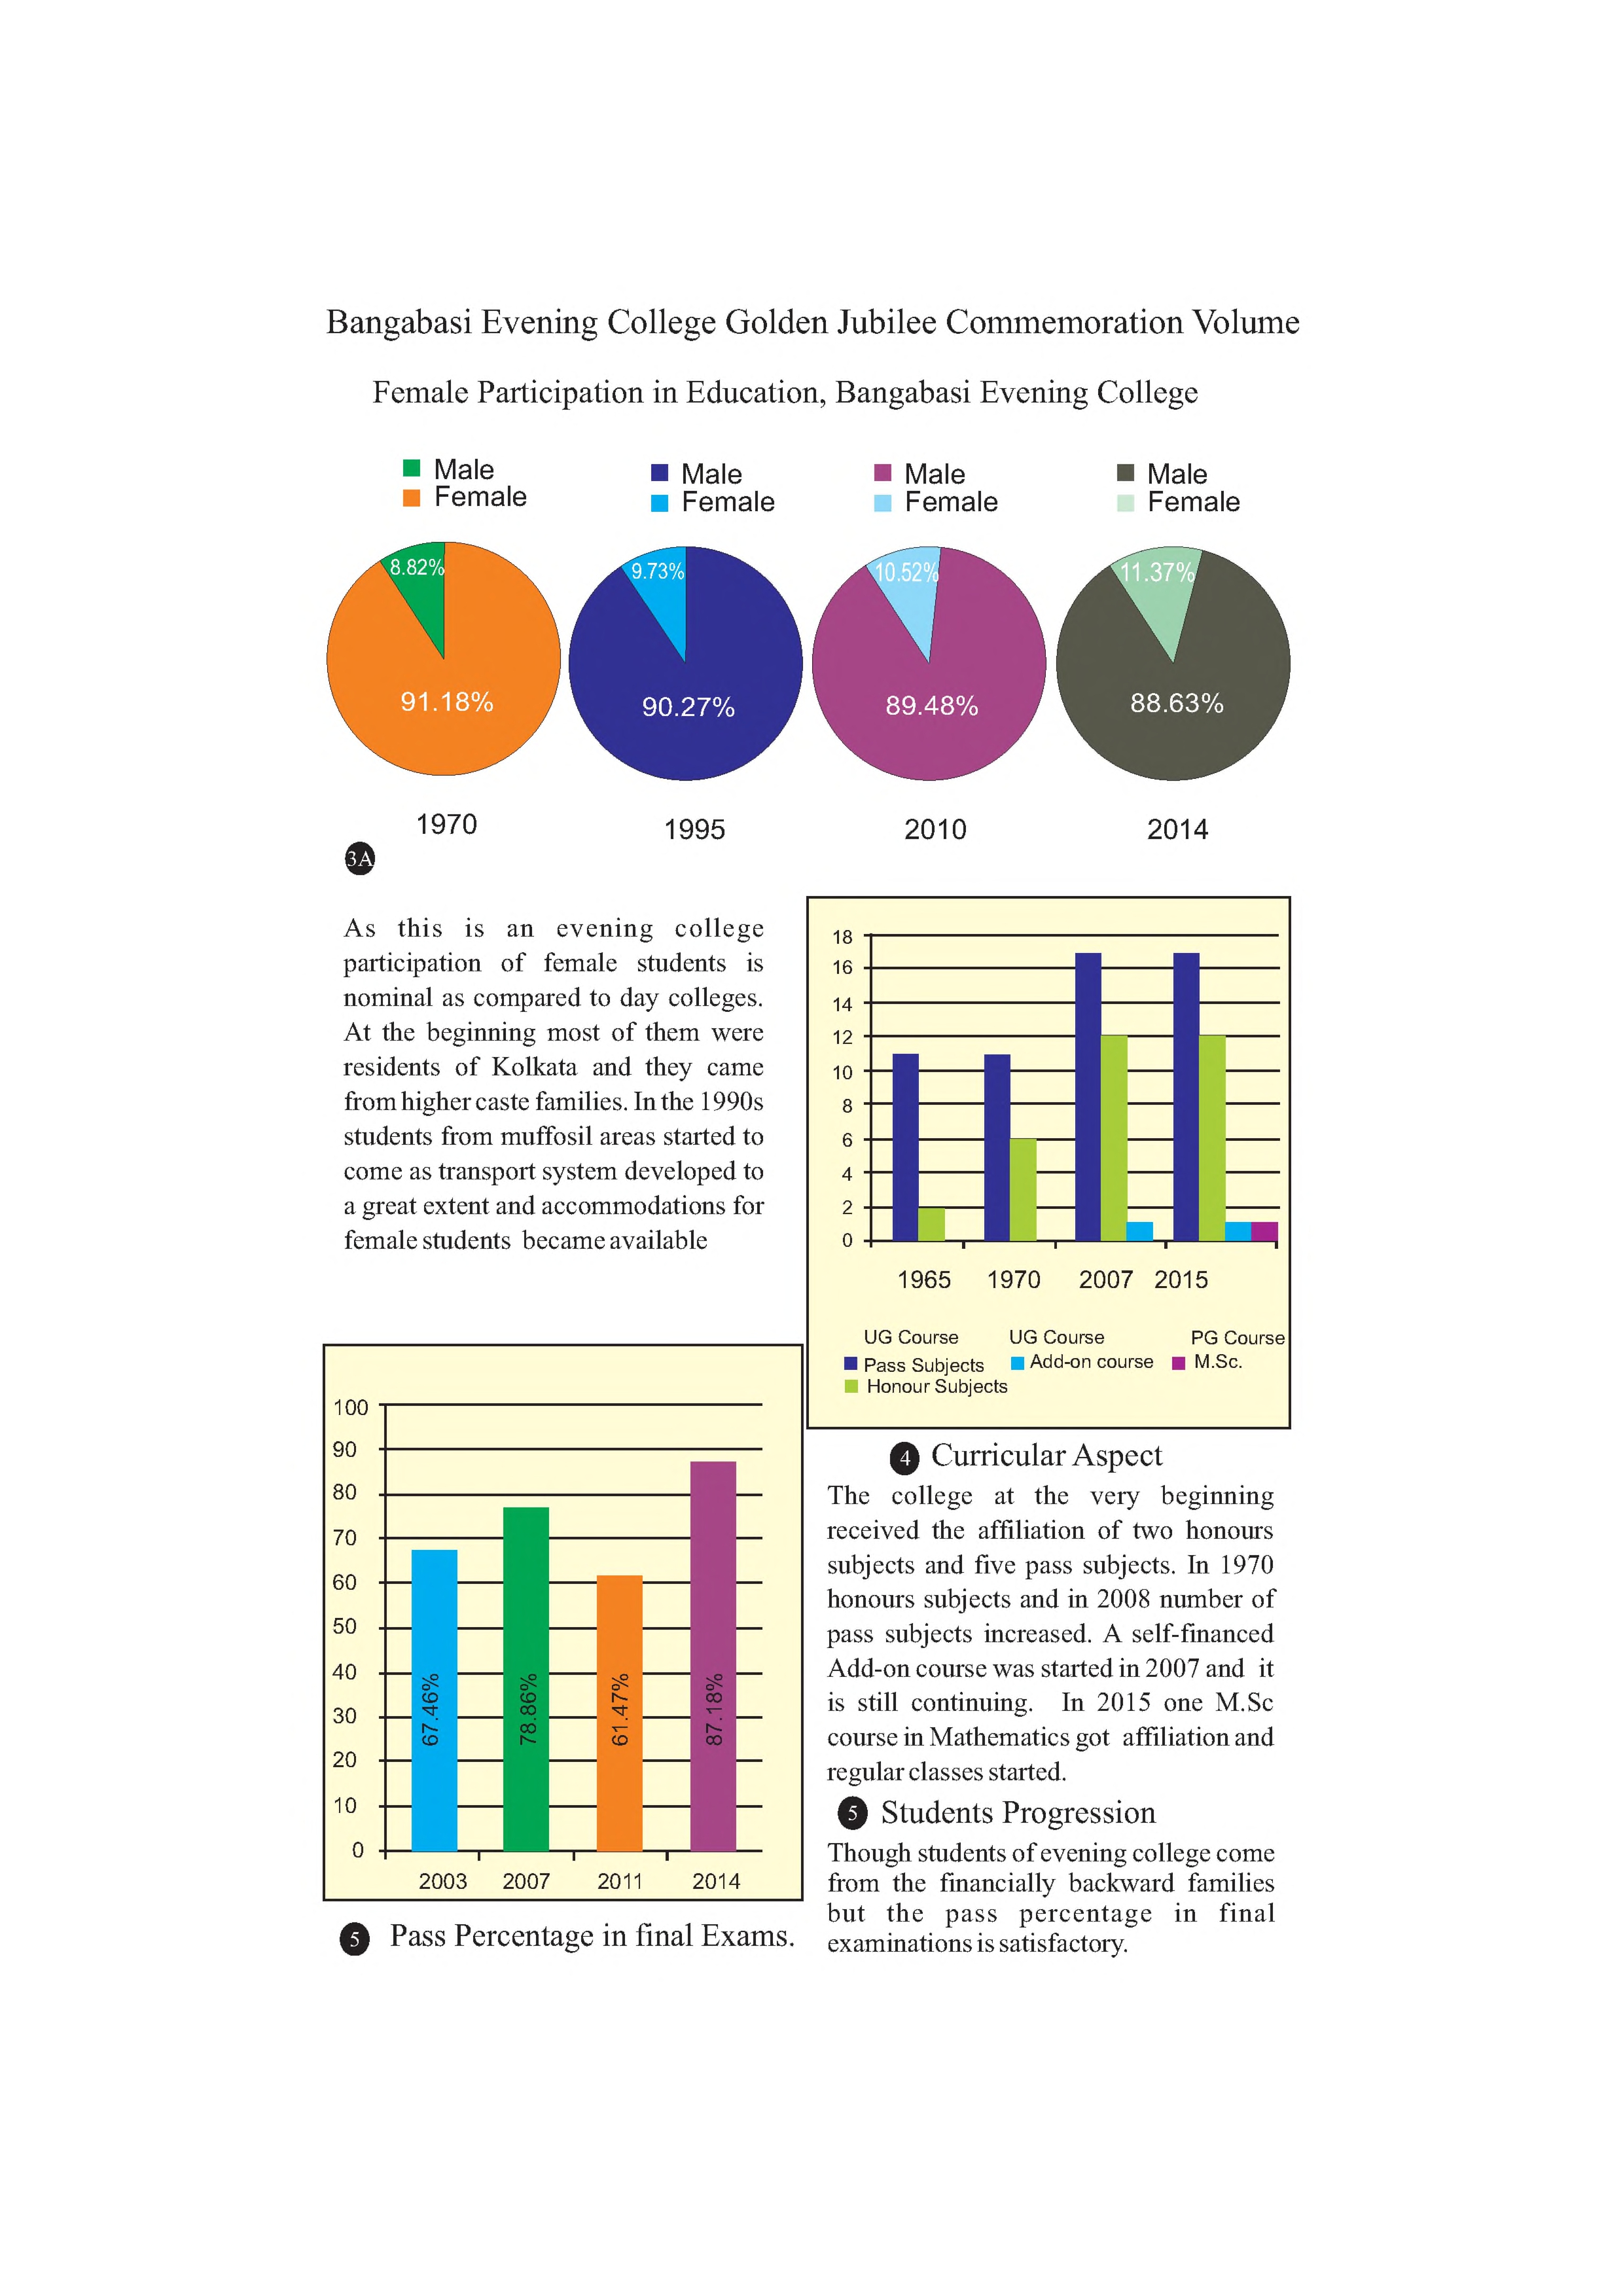 Bangabasi Evening College Golden Jubilee Commemoration Volume
Female Participation in Education, Bangabasi Evening College
Male
Female
Male
Female
Male
Female
Male
Female
8.82%
91.18%
9.73%
90.27%
10.52%
89.48%
11.37%
88.63%
1970
1995
2010
2014
3A
As this is an evening college
participation of female students is
nominal as compared to day colleges.
At the beginning most of them were
residents of Kolkata and they came
from higher caste families. In the 1990s
students from muffosil areas started to
come as transport system developed to
a great extent and accommodations for
female students became available
18
16
14
12
10
8
6
4
2
0
1965 1970 2007 2015
UG Course UG Course PG Course
Pass Subjects Add-on course M.Sc.
Honour Subjects
4 Curricular Aspect
The college at the very beginning
received the affiliation of two honours
subjects and five pass subjects. In 1970
honours subjects and in 2008 number of
pass subjects increased. A self-financed
Add-on course was started in 2007 and it
is still continuing. In 2015 one M.Sc
course in Mathematics got affiliation and
regular classes started.
5 Students Progression
Though students of evening college come
from the financially backward families
but the pass percentage in final
examinations is satisfactory.
100
90
80
70
60
50
40
30
20
10
0
67.46%
78.86%
61.47%
87.18%
2003 2007 2011 2014
5 Pass Percentage in final Exams.